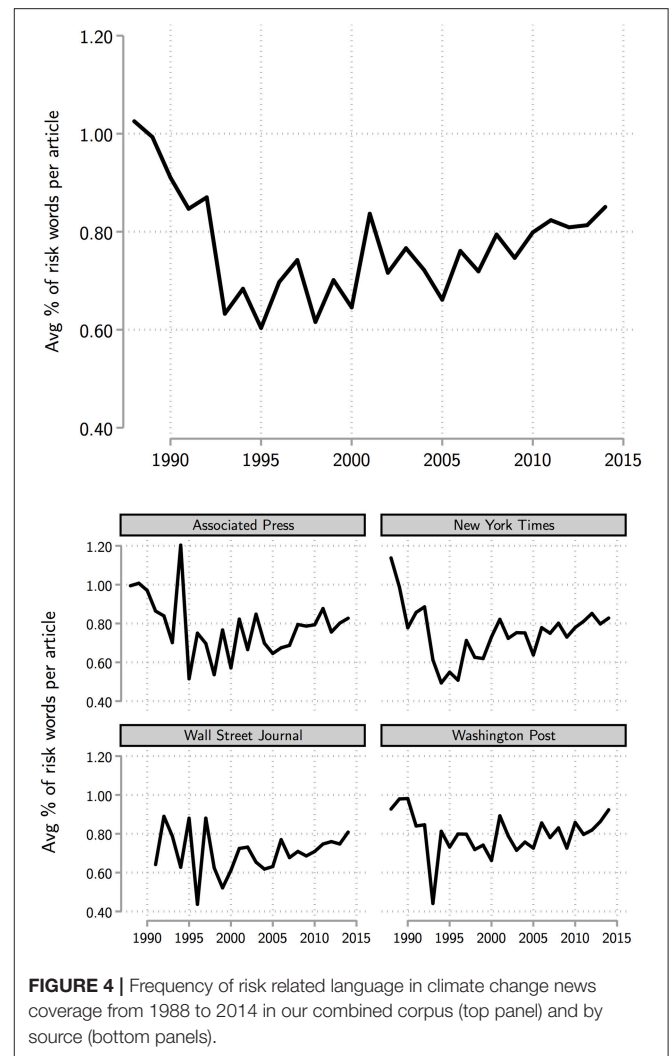 1.20
1.00
0.80
0.60
0.40
Avg % of risk words per article
1990 1995 2000 2005 2010 2015
Associated Press New York Times
1.20
1.00
0.80
0.60
0.40
Wall Street Journal Washington Post
1.20
1.00
0.80
0.60
0.40
Avg % of risk words per article
1990 1995 2000 2005 2010 2015 1990 1995 2000 2005 2010 2015
FIGURE 4 | Frequency of risk related language in climate change news
coverage from 1988 to 2014 in our combined corpus (top panel) and by
source (bottom panels).